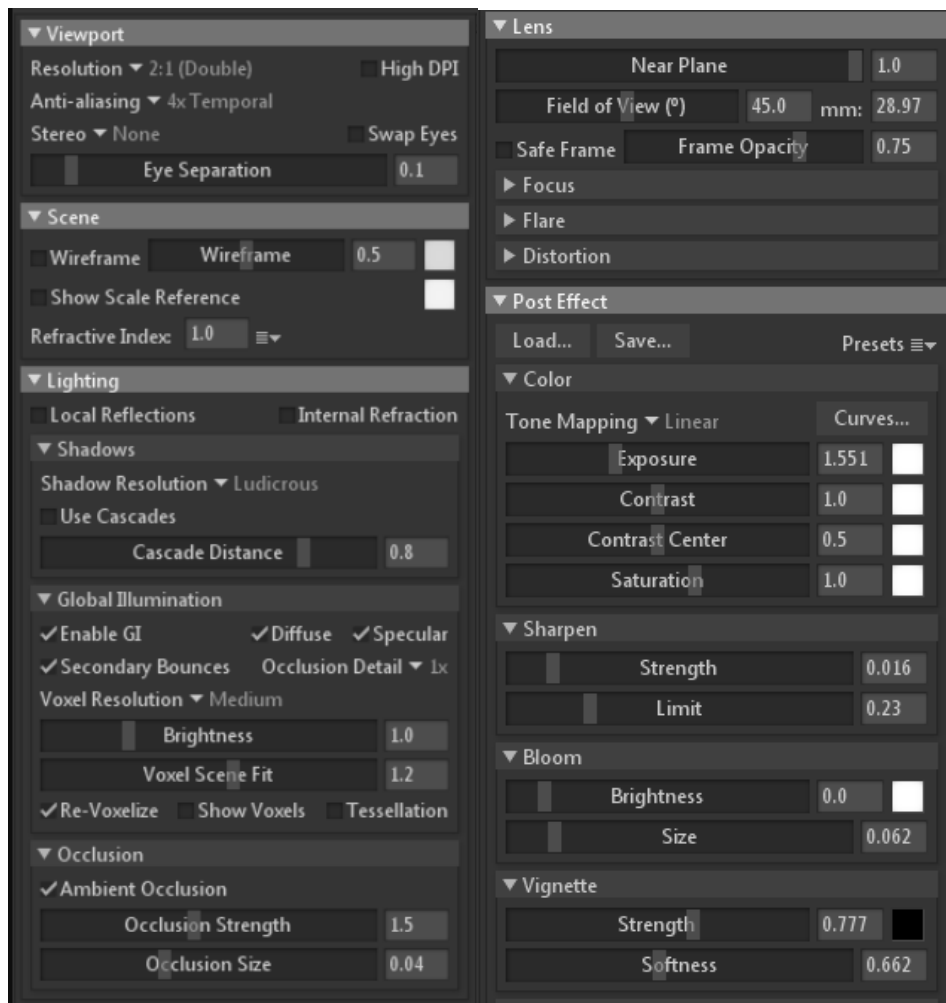 Viewport
Resolution 2:1 (Double) High DPI
Anti-aliasing 4x Temporal
Stereo None Swap Eyes
Eye Separation 0.1
Scene
Wireframe Wireframe 0.5
Show Scale Reference
Refractive Index: 1.0
Lighting
Local Reflections Internal Refraction
Shadows
Shadow Resolution Ludicrous
Use Cascades
Cascade Distance 0.8
Global Illumination
Enable GI Diffuse Specular
Secondary Bounces Occlusion Detail 1x
Voxel Resolution Medium
Brightness 1.0
Voxel Scene Fit 1.2
Re-Voxelize Show Voxels Tessellation
Occlusion
Ambient Occlusion
Occlusion Strength 1.5
Occlusion Size 0.04
Lens
Near Plane 1.0
Field of View (º) 45.0 mm: 28.97
Safe Frame Frame Opacity 0.75
Focus
Flare
Distortion
Post Effect
Load... Save... Presets
Color
Tone Mapping Linear Curves...
Exposure 1.551
Contrast 1.0
Contrast Center 0.5
Saturation 1.0
Sharpen
Strength 0.016
Limit 0.23
Bloom
Brightness 0.0
Size 0.062
Vignette
Strength 0.777
Softness 0.662